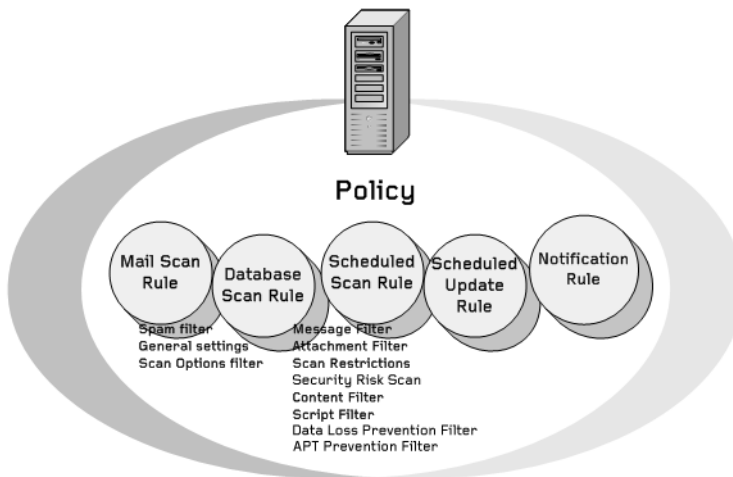 Policy
Mail Scan
Rule
Database
Scan Rule
Scheduled
Scan Rule
Scheduled
Update
Rule
Notification
Rule
Spam filter
General settings
Scan Options filter
Message Filter
Attachment Filter
Scan Restrictions
Security Risk Scan
Content Filter
Script Filter
Data Loss Prevention Filter
APT Prevention Filter